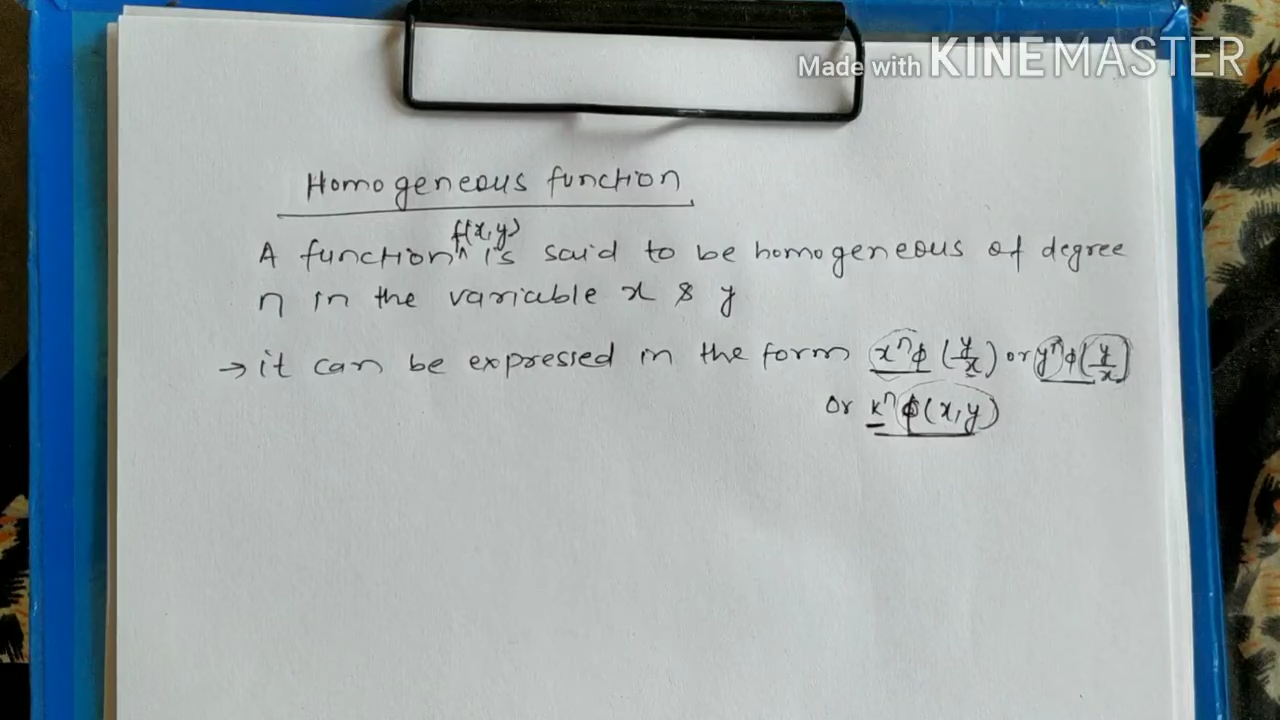 Made with KINEMASTER
Homogeneous function
f(x,y)
A function ^ is said to be homogeneous of degree
n in the variable x & y
→ it can be expressed in the form xⁿϕ(y/x) or yⁿϕ(y/x)
or kⁿϕ(x,y)